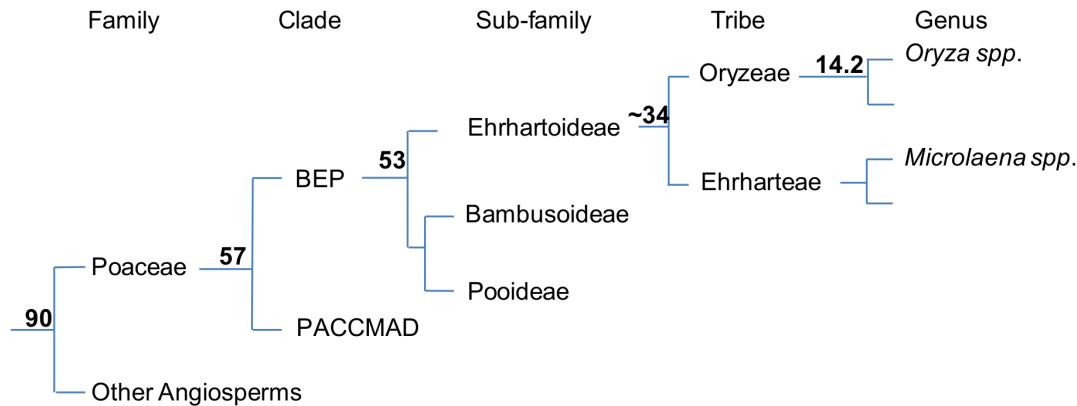 Family
Clade
Sub-family
Tribe
Genus
Oryza spp.
14.2
Oryzeae
~34
Ehrhartoideae
53
Microlaena spp.
BEP
Ehrharteae
Bambusoideae
57
Poaceae
Pooideae
90
PACCMAD
Other Angiosperms